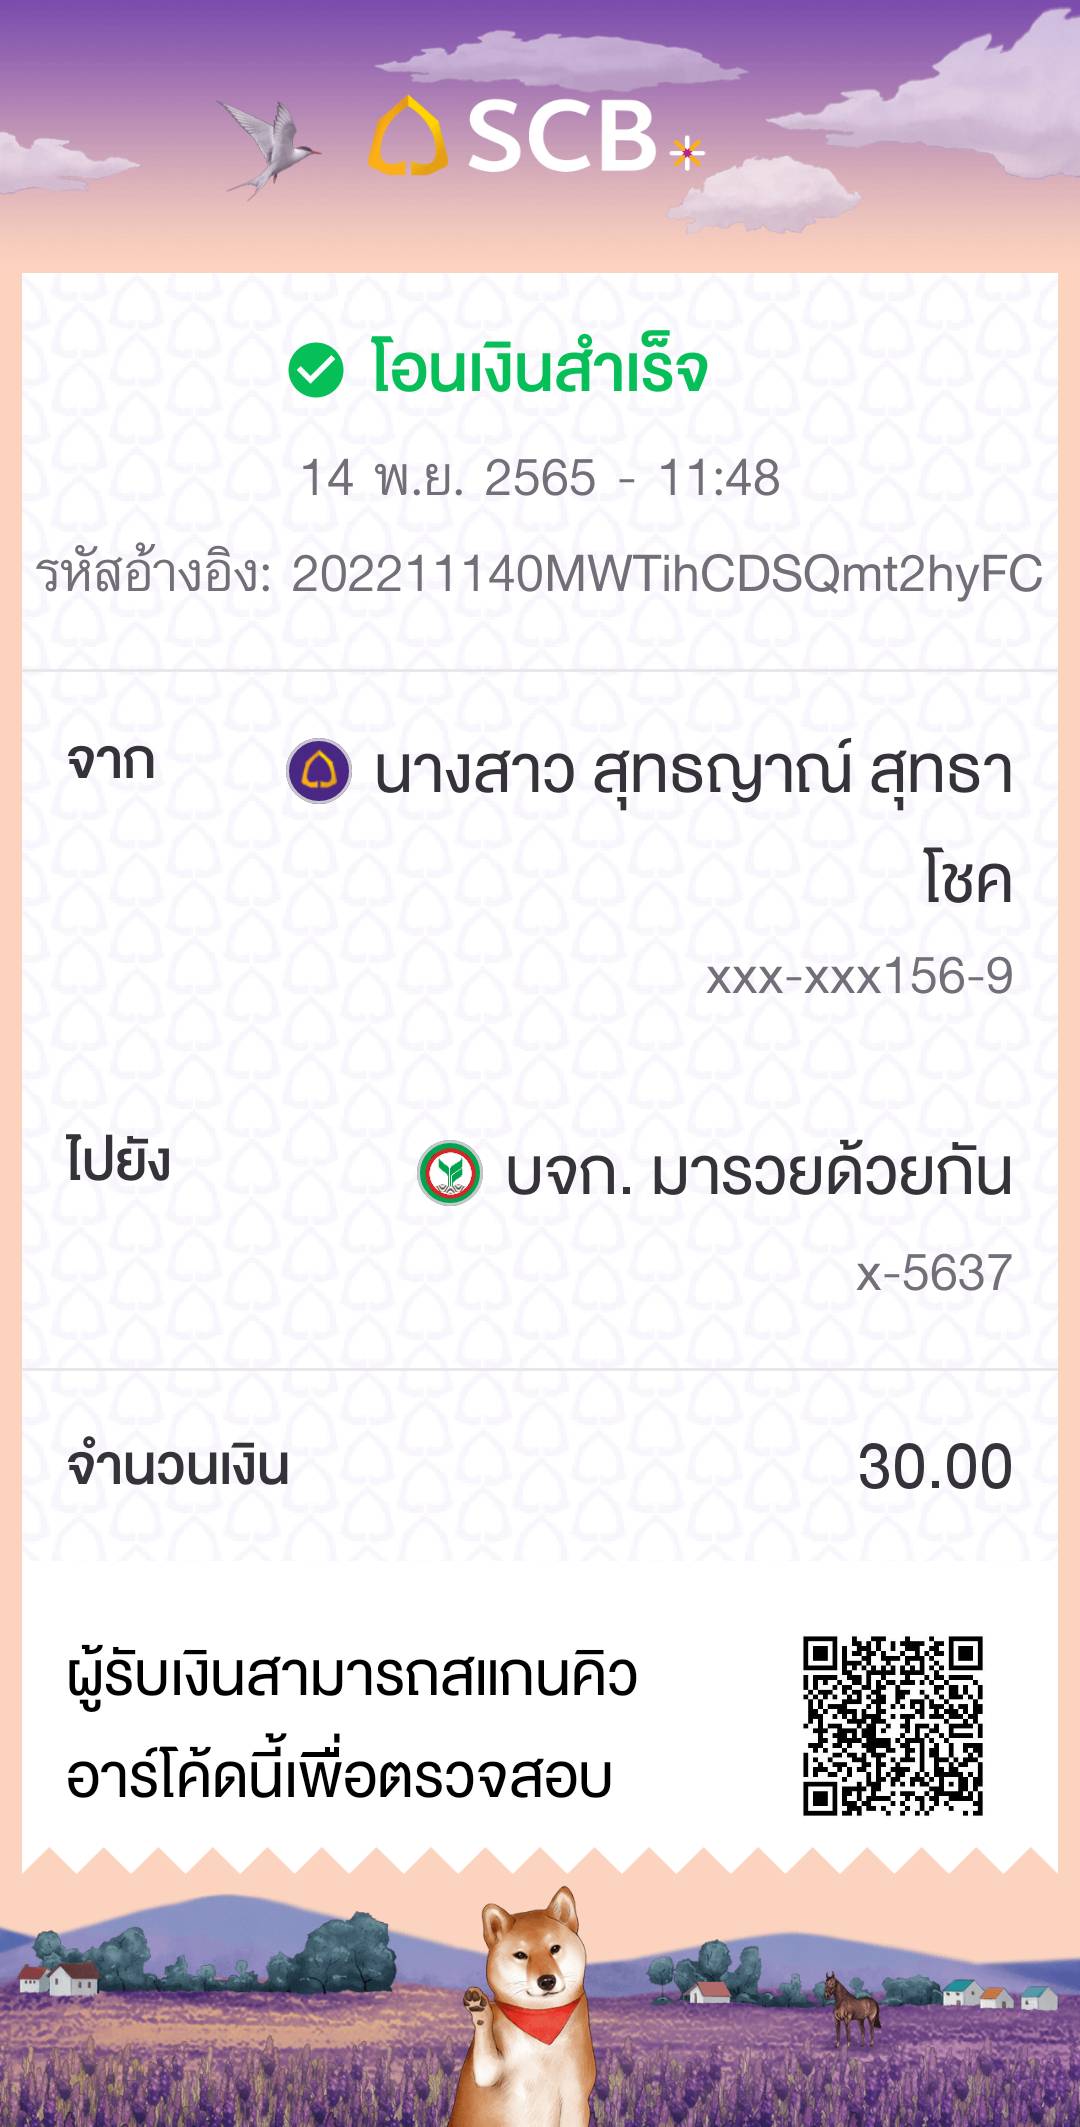 SCB
โอนเงินสำเร็จ
14 พ.ย. 2565 - 11:48
รหัสอ้างอิง: 202211140MWTihCDSQmt2hyFC
จาก
นางสาว สุทธญาณ์ สุทธา
โชค
xxx-xxx156-9
ไปยัง
บจก. มารวยด้วยกัน
x-5637
จำนวนเงิน 30.00
ผู้รับเงินสามารถสแกนคิว
อาร์โค้ดนี้เพื่อตรวจสอบ